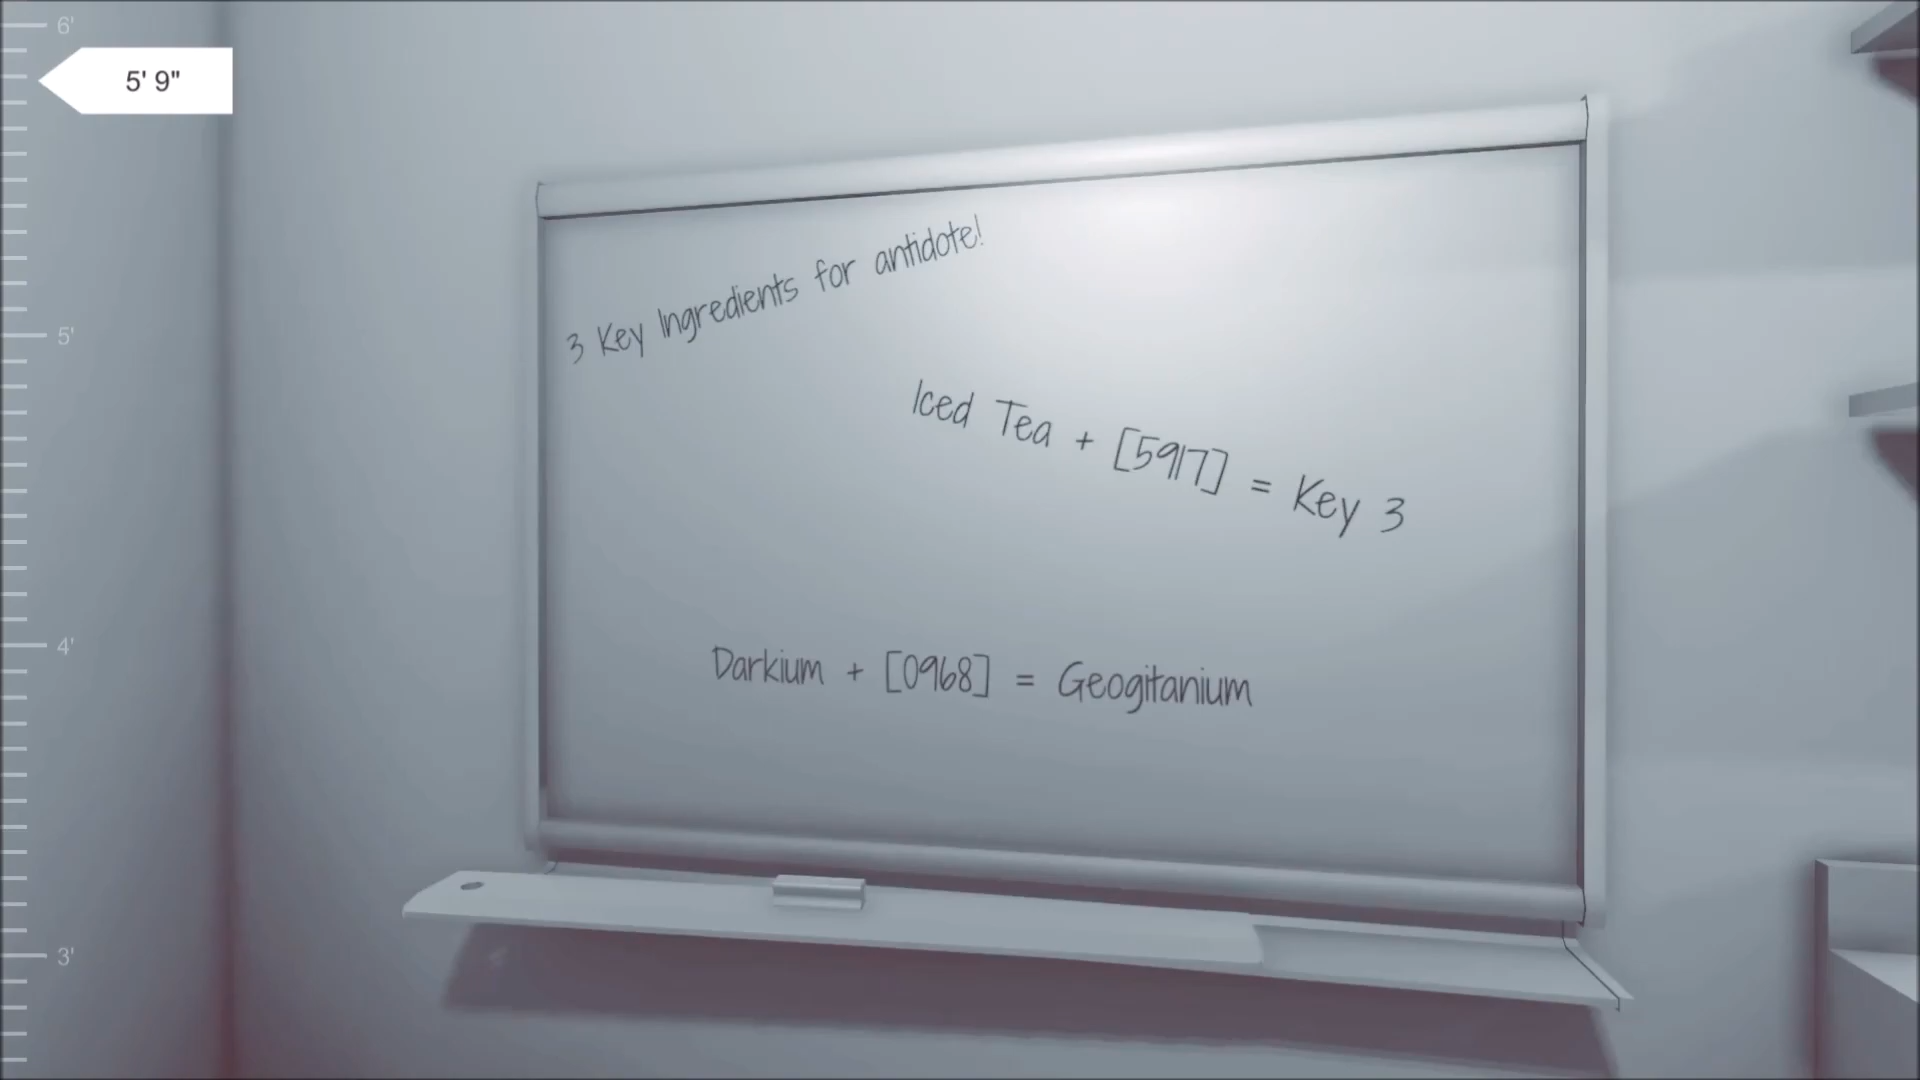 6'
5' 9"
3 Key Ingredients for antidote!
5'
Iced Tea + [5917] = Key 3
4'
Darkium + [0968] = Geogitanium
3'